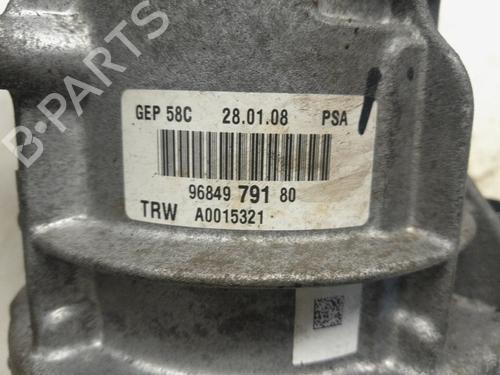 B-PARTS
GEP 58C 28.01.08 PSA
96849 791 80
TRW A0015321